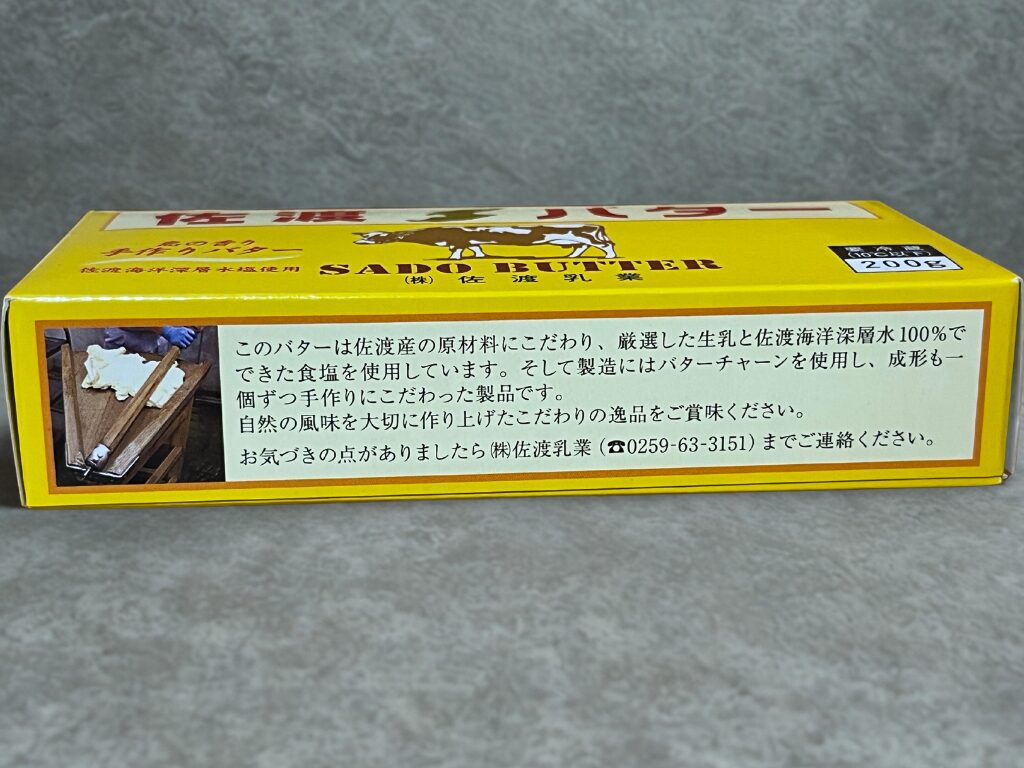 佐渡 バター
島の香り
手作りバター
佐渡海洋深層水塩使用
SADO BUTTER
(株) 佐渡乳業
要冷蔵
(10℃以下)
200g
このバターは佐渡産の原材料にこだわり、厳選した生乳と佐渡海洋深層水100%で
できた食塩を使用しています。そして製造にはバターチャーンを使用し、成形も一
個ずつ手作りにこだわった製品です。
自然の風味を大切に作り上げたこだわりの逸品をご賞味ください。
お気づきの点がありましたら㈱佐渡乳業(☎0259-63-3151)までご連絡ください。